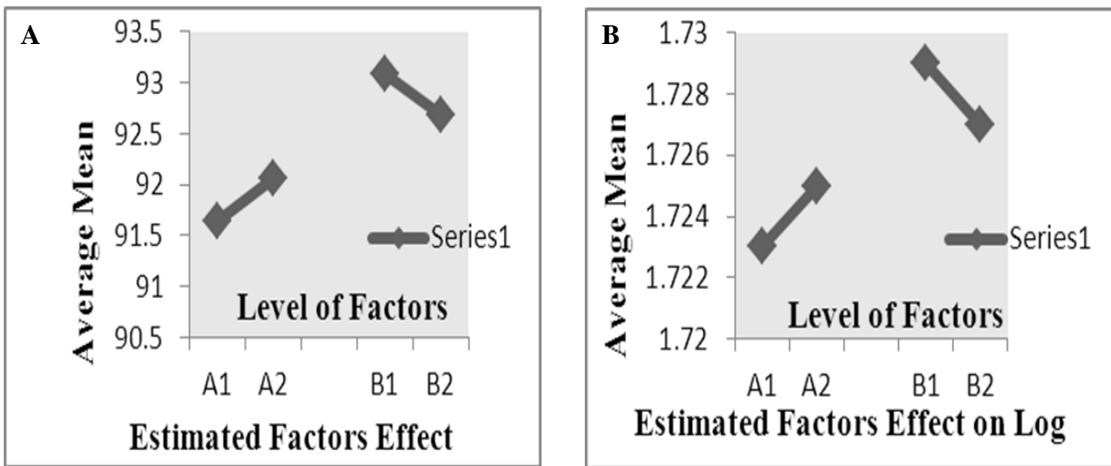 A
93.5
93
92.5
92
91.5
91
90.5
Average Mean
Series1
Level of Factors
A1 A2 B1 B2
Estimated Factors Effect
B
1.73
1.728
1.726
1.724
1.722
1.72
Average Mean
Series1
Level of Factors
A1 A2 B1 B2
Estimated Factors Effect on Log